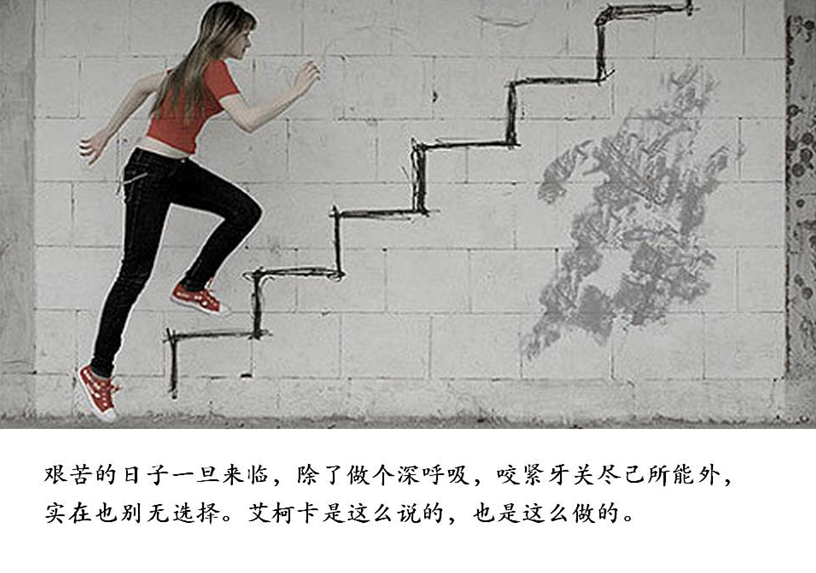 艰苦的日子一旦来临，除了做个深呼吸，咬紧牙关尽己所能外，
实在也别无选择。艾柯卡是这么说的，也是这么做的。